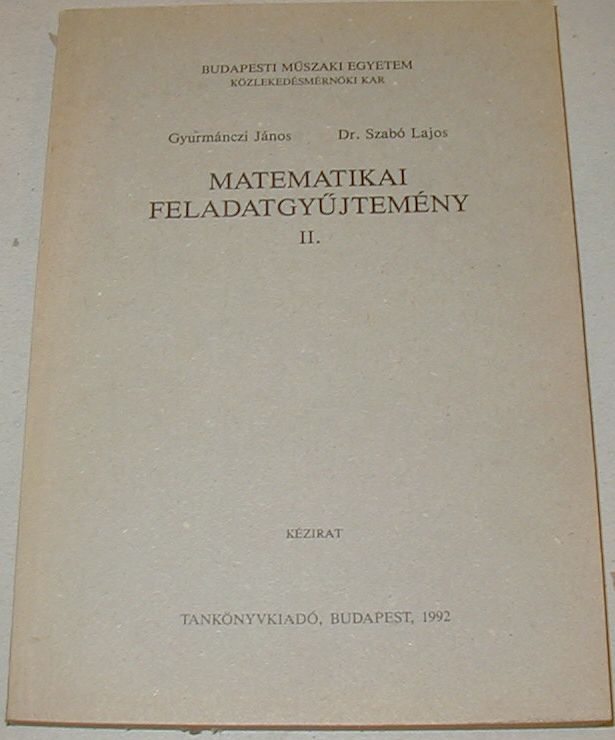 BUDAPESTI MŰSZAKI EGYETEM
KÖZLEKEDÉSMÉRNÖKI KAR
Gyurmánczi János Dr. Szabó Lajos
MATEMATIKAI
FELADATGYŰJTEMÉNY
II.
KÉZIRAT
TANKÖNYVKIADÓ, BUDAPEST, 1992